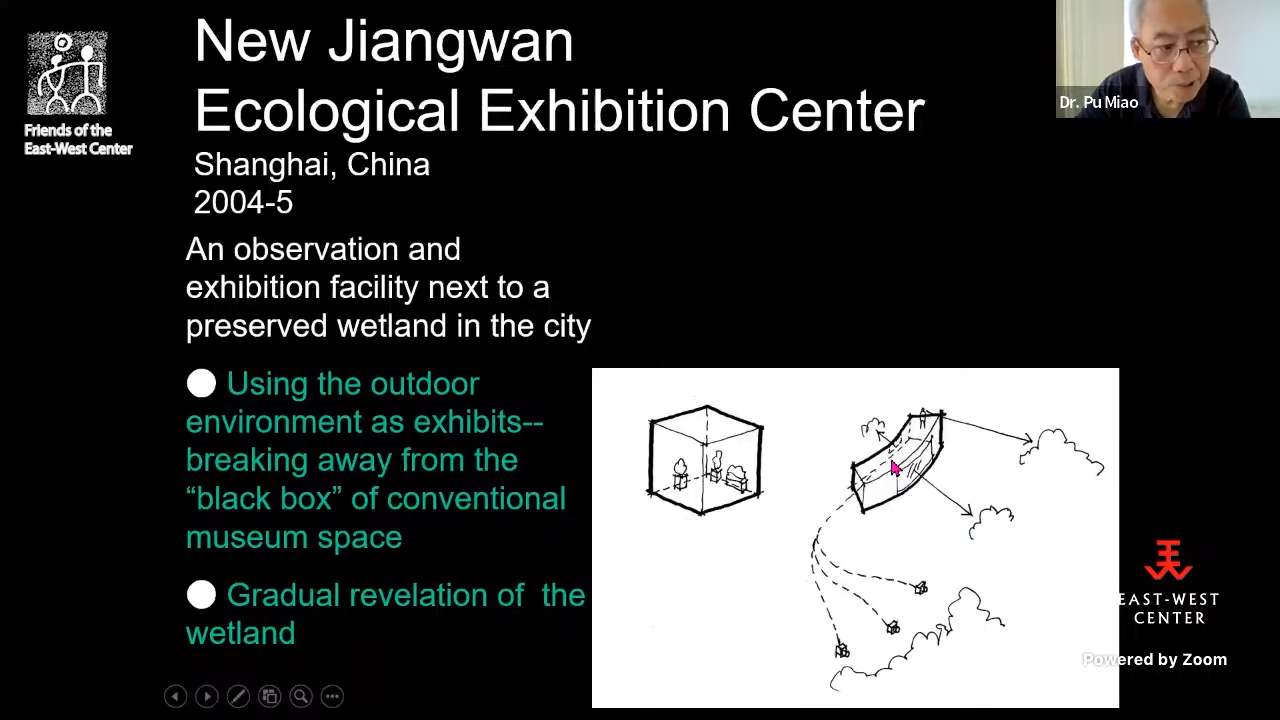 New Jiangwan
Ecological Exhibition Center
Shanghai, China
2004-5
An observation and
exhibition facility next to a
preserved wetland in the city
Using the outdoor
environment as exhibits--
breaking away from the
“black box” of conventional
museum space
Gradual revelation of the
wetland
Friends of the
East-West Center
Dr. Pu Miao
EAST-WEST
CENTER
Powered by Zoom